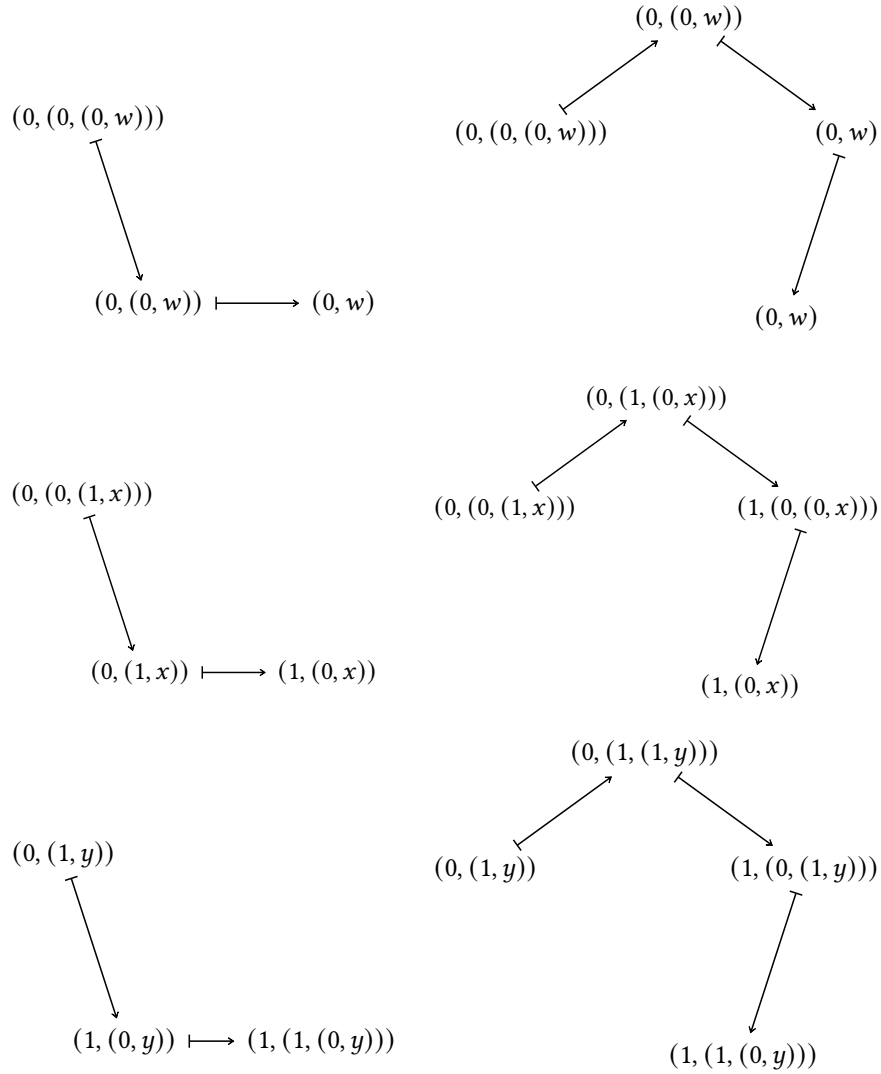 (0, (0, w))
(0, (0, (0, w)))
(0, (0, (0, w)))
(0, w)
(0, (0, w))
(0, w)
(0, w)
(0, (1, (0, x)))
(0, (0, (1, x)))
(0, (0, (1, x)))
(1, (0, (0, x)))
(0, (1, x))
(1, (0, x))
(1, (0, x))
(0, (1, (1, y)))
(0, (1, y))
(0, (1, y))
(1, (0, (1, y)))
(1, (0, y))
(1, (1, (0, y)))
(1, (1, (0, y)))